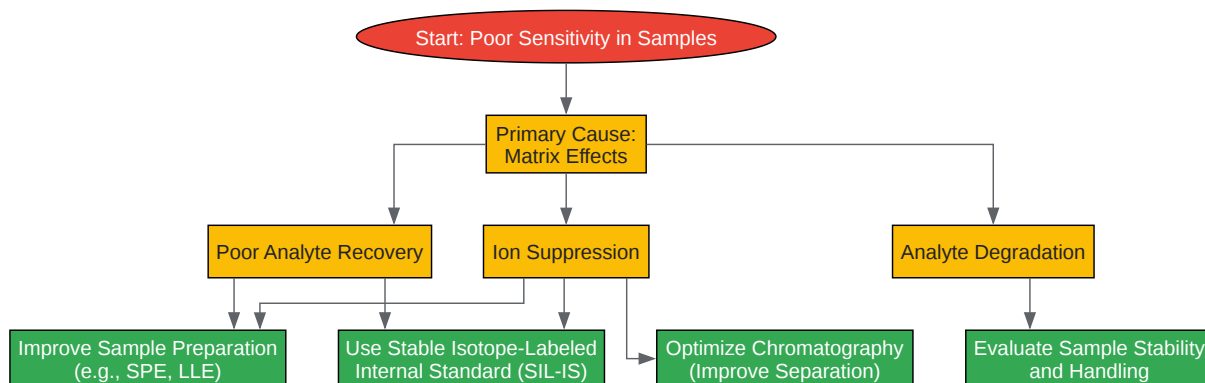 Start: Poor Sensitivity in Samples
Primary Cause:
Matrix Effects
Poor Analyte Recovery
Ion Suppression
Analyte Degradation
Improve Sample Preparation
(e.g., SPE, LLE)
Use Stable Isotope-Labeled
Internal Standard (SIL-IS)
Optimize Chromatography
(Improve Separation)
Evaluate Sample Stability
and Handling